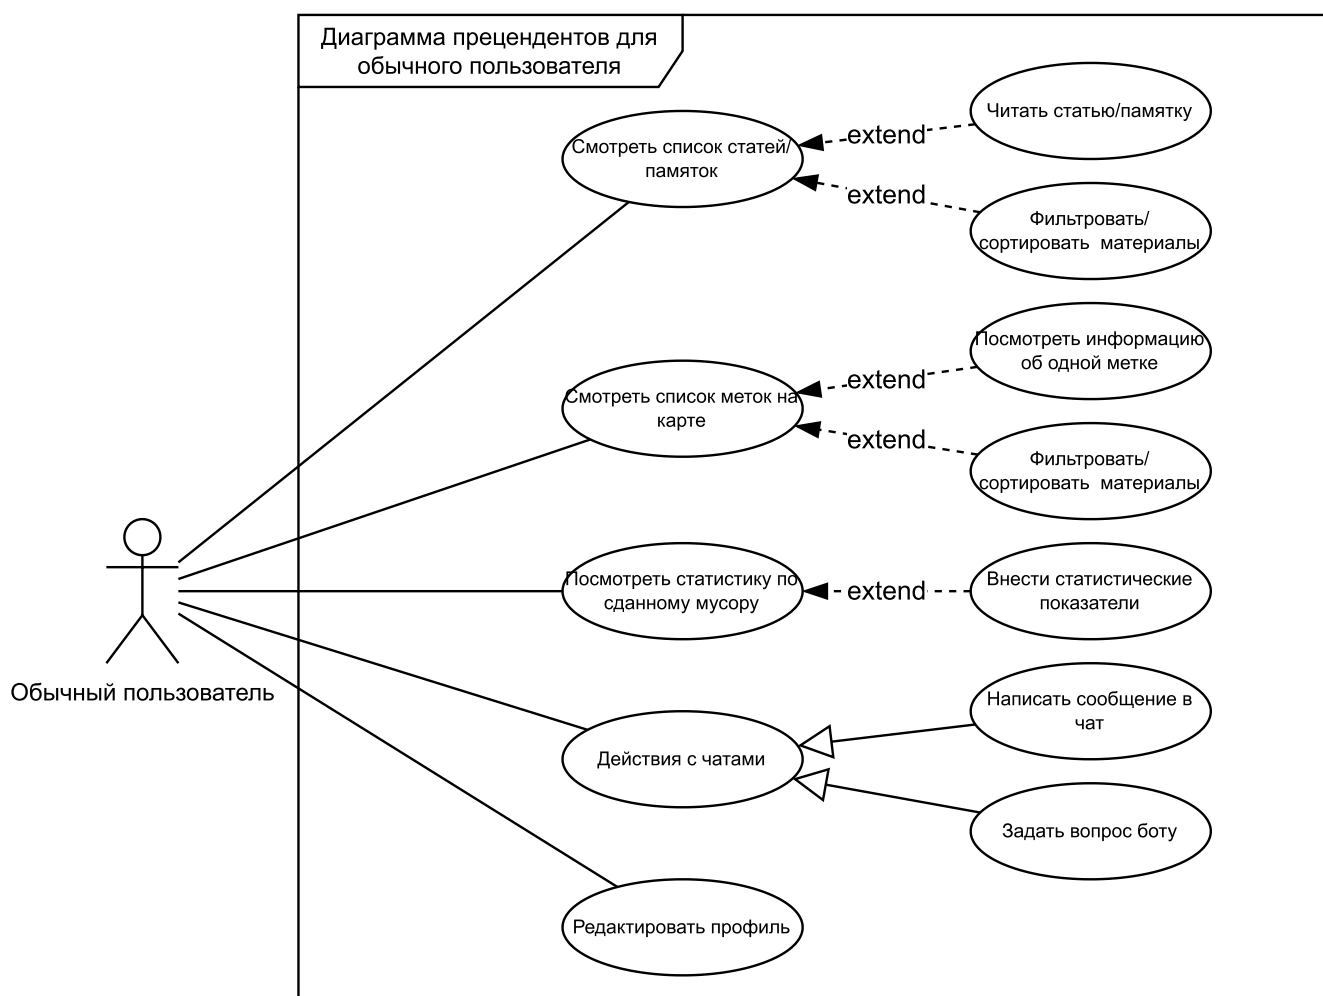 Диаграмма прецендентов для
обычного пользователя
Читать статью/памятку
extend
Смотреть список статей/
памяток
extend
Фильтровать/
сортировать  материалы
Посмотреть информацию
об одной метке
extend
Смотреть список меток на
карте
extend
Фильтровать/
сортировать  материалы
Посмотреть статистику по
сданному мусору
extend
Внести статистические
показатели
Обычный пользователь
Написать сообщение в
чат
Действия с чатами
Задать вопрос боту
Редактировать профиль